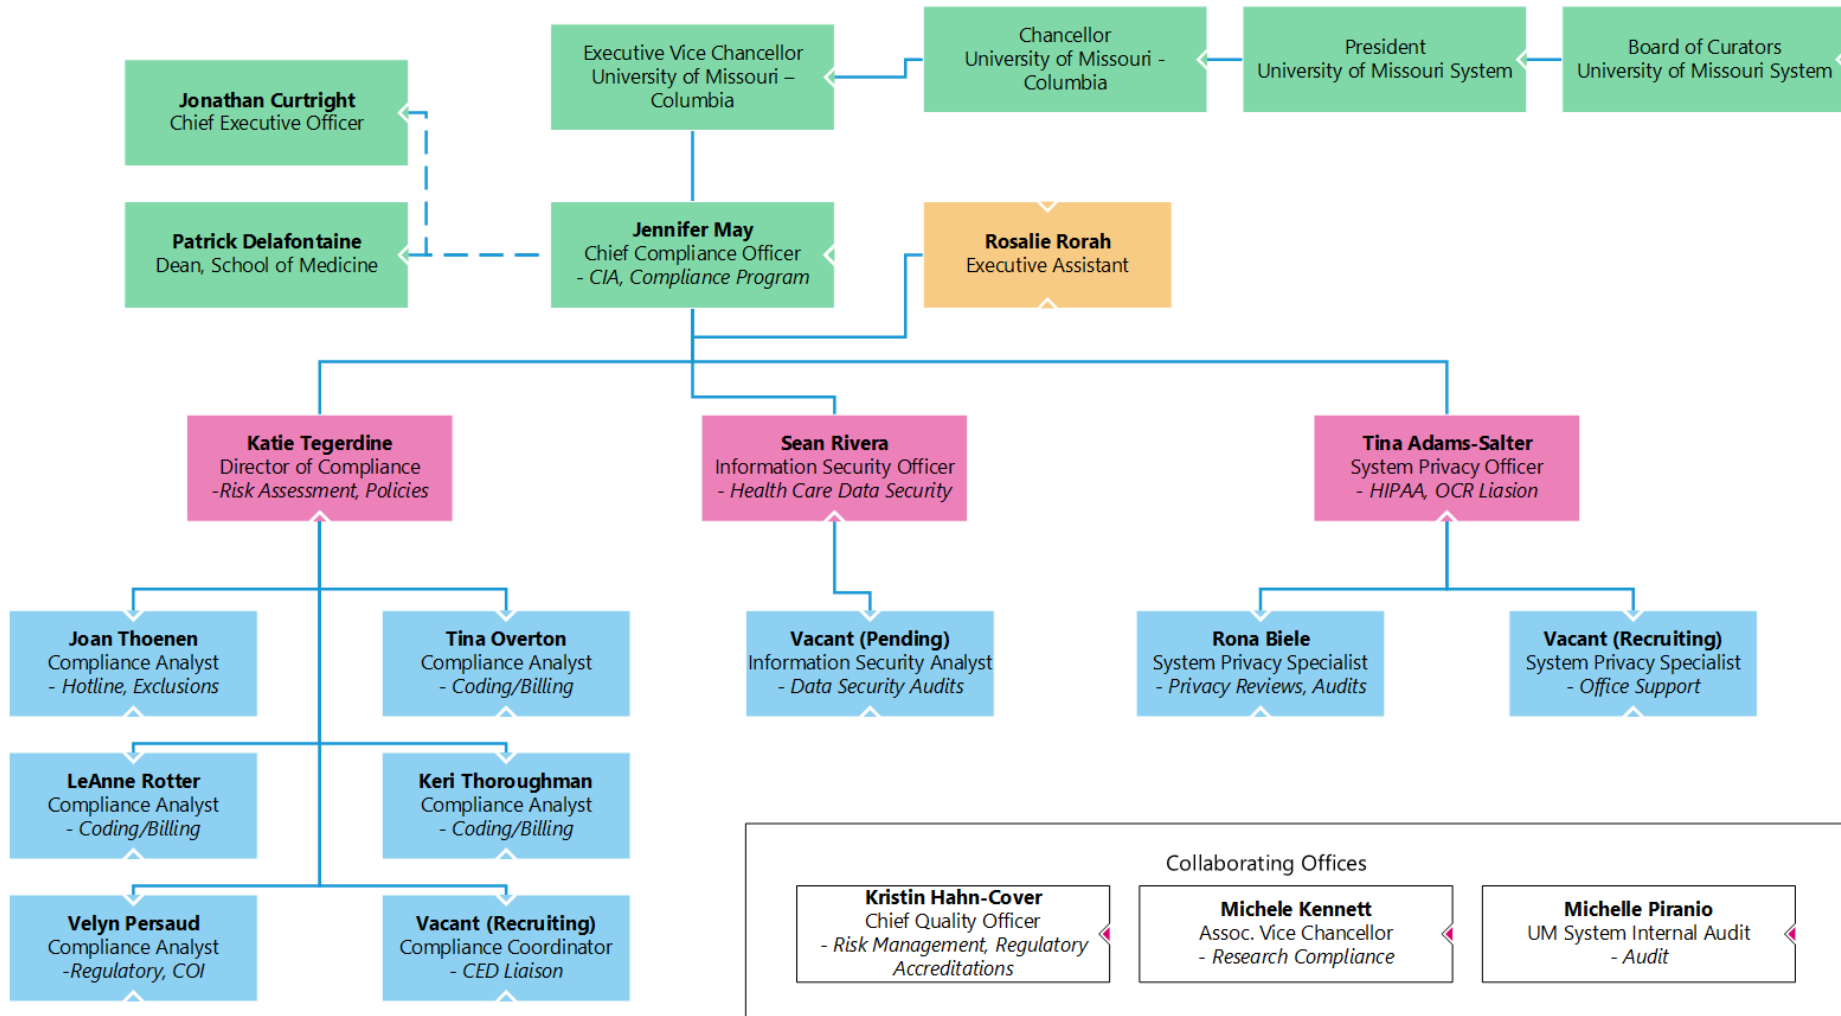 Executive Vice Chancellor
University of Missouri –
Columbia
Chancellor
University of Missouri -
Columbia
President
University of Missouri System
Board of Curators
University of Missouri System
Jonathan Curtright
Chief Executive Officer
Patrick Delafontaine
Dean, School of Medicine
Jennifer May
Chief Compliance Officer
- CIA, Compliance Program
Rosalie Rorah
Executive Assistant
Katie Tegerdine
Director of Compliance
-Risk Assessment, Policies
Sean Rivera
Information Security Officer
- Health Care Data Security
Tina Adams-Salter
System Privacy Officer
- HIPAA, OCR Liasion
Joan Thoenen
Compliance Analyst
- Hotline, Exclusions
Tina Overton
Compliance Analyst
- Coding/Billing
Vacant (Pending)
Information Security Analyst
- Data Security Audits
Rona Biele
System Privacy Specialist
- Privacy Reviews, Audits
Vacant (Recruiting)
System Privacy Specialist
- Office Support
LeAnne Rotter
Compliance Analyst
- Coding/Billing
Keri Thoroughman
Compliance Analyst
- Coding/Billing
Velyn Persaud
Compliance Analyst
-Regulatory, COI
Vacant (Recruiting)
Compliance Coordinator
- CED Liaison
Collaborating Offices
Kristin Hahn-Cover
Chief Quality Officer
- Risk Management, Regulatory
Accreditations
Michele Kennett
Assoc. Vice Chancellor
- Research Compliance
Michelle Piranio
UM System Internal Audit
- Audit